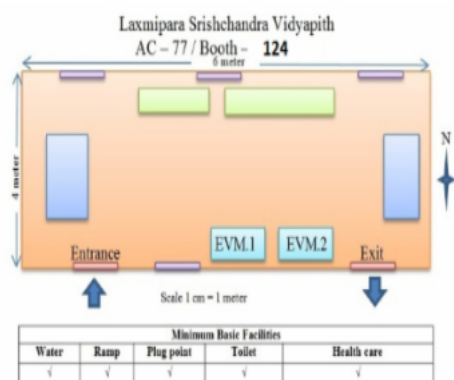 Laxmipara Srishchandra Vidyapith
AC – 77 / Booth – 124
6 meter
4 meter
N
EVM.1 EVM.2
Entrance Exit
Scale 1 cm = 1 meter
Minimum Basic Facilities
Water Ramp Plug point Toilet Health care
√ √ √ √ √